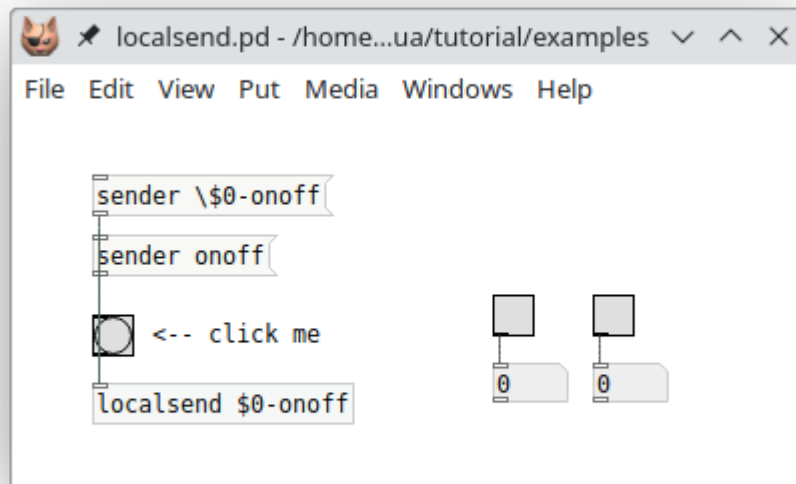 localsend.pd - /home...ua/tutorial/examples
File Edit View Put Media Windows Help
sender \$0-onoff
sender onoff
<-- click me
localsend $0-onoff
0 0